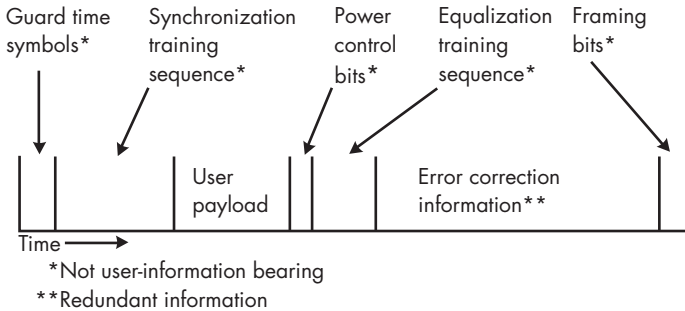 Guard time
symbols*
Synchronization
training
sequence*
Power
control
bits*
Equalization
training
sequence*
Framing
bits*
User
payload
Error correction
information**
Time
*Not user-information bearing
**Redundant information